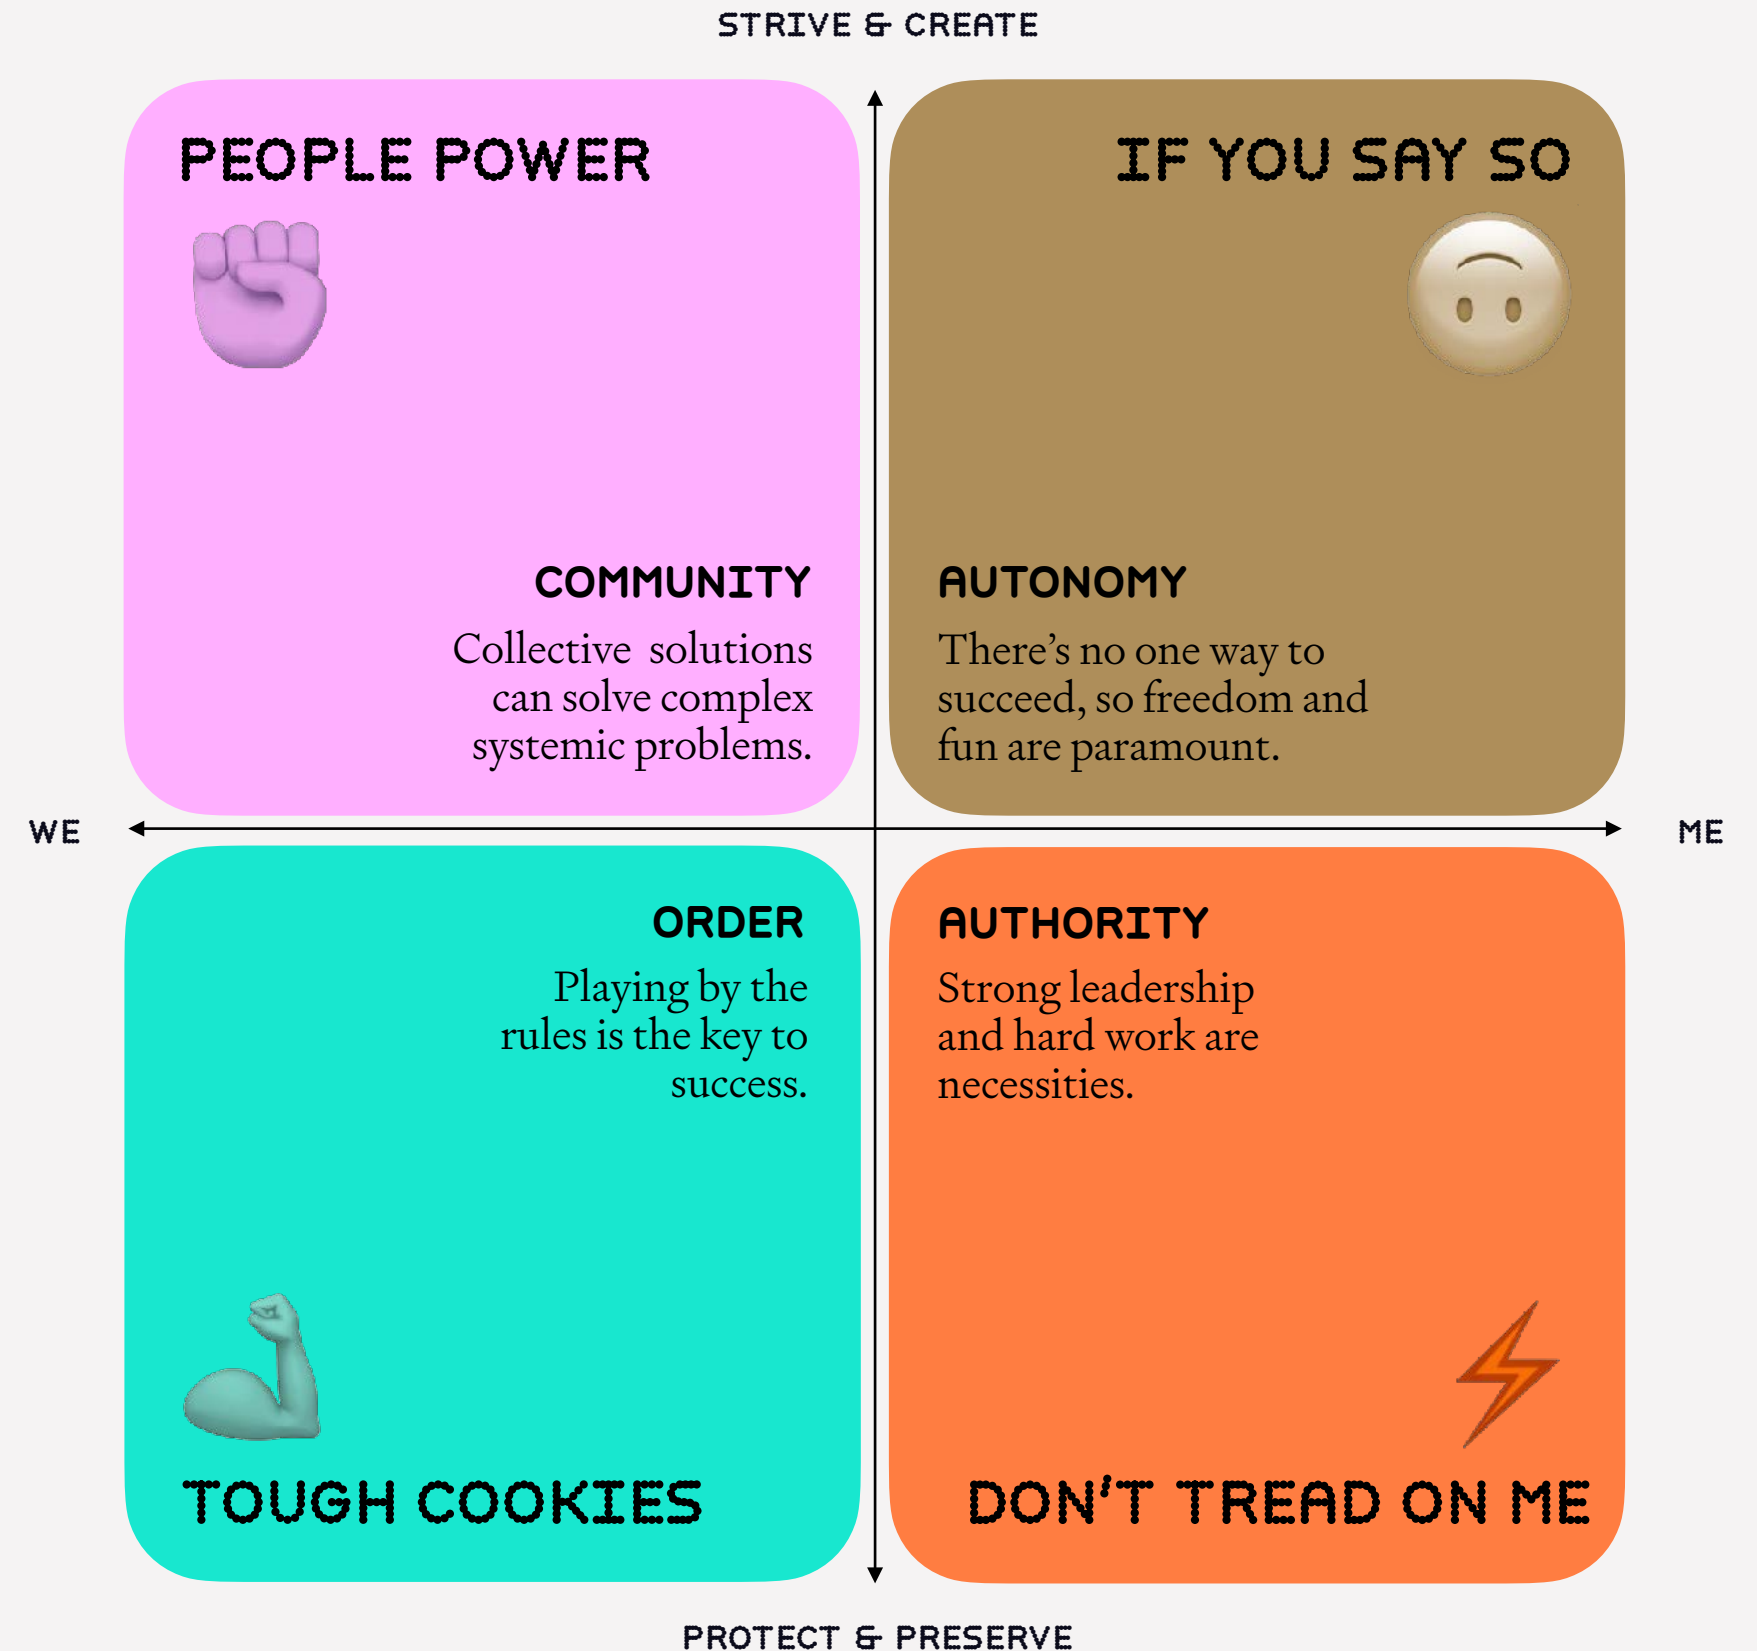 STRIVE & CREATE
PEOPLE POWER
COMMUNITY
Collective solutions
can solve complex
systemic problems.
IF YOU SAY SO
AUTONOMY
There's no one way to
succeed, so freedom and
fun are paramount.
WE
ME
ORDER
Playing by the
rules is the key to
success.
TOUGH COOKIES
AUTHORITY
Strong leadership
and hard work are
necessities.
DON'T TREAD ON ME
PROTECT & PRESERVE